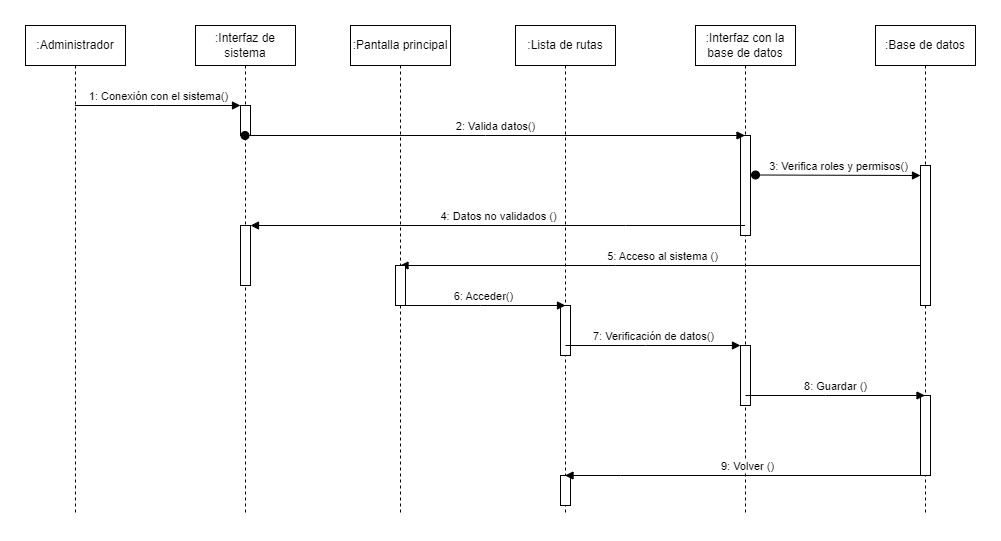 :Administrador
:Interfaz de
sistema
:Pantalla principal
:Lista de rutas
:Interfaz con la
base de datos
:Base de datos
1: Conexión con el sistema()
2: Valida datos()
3: Verifica roles y permisos()
4: Datos no validados ()
5: Acceso al sistema ()
6: Acceder()
7: Verificación de datos()
8: Guardar ()
9: Volver ()